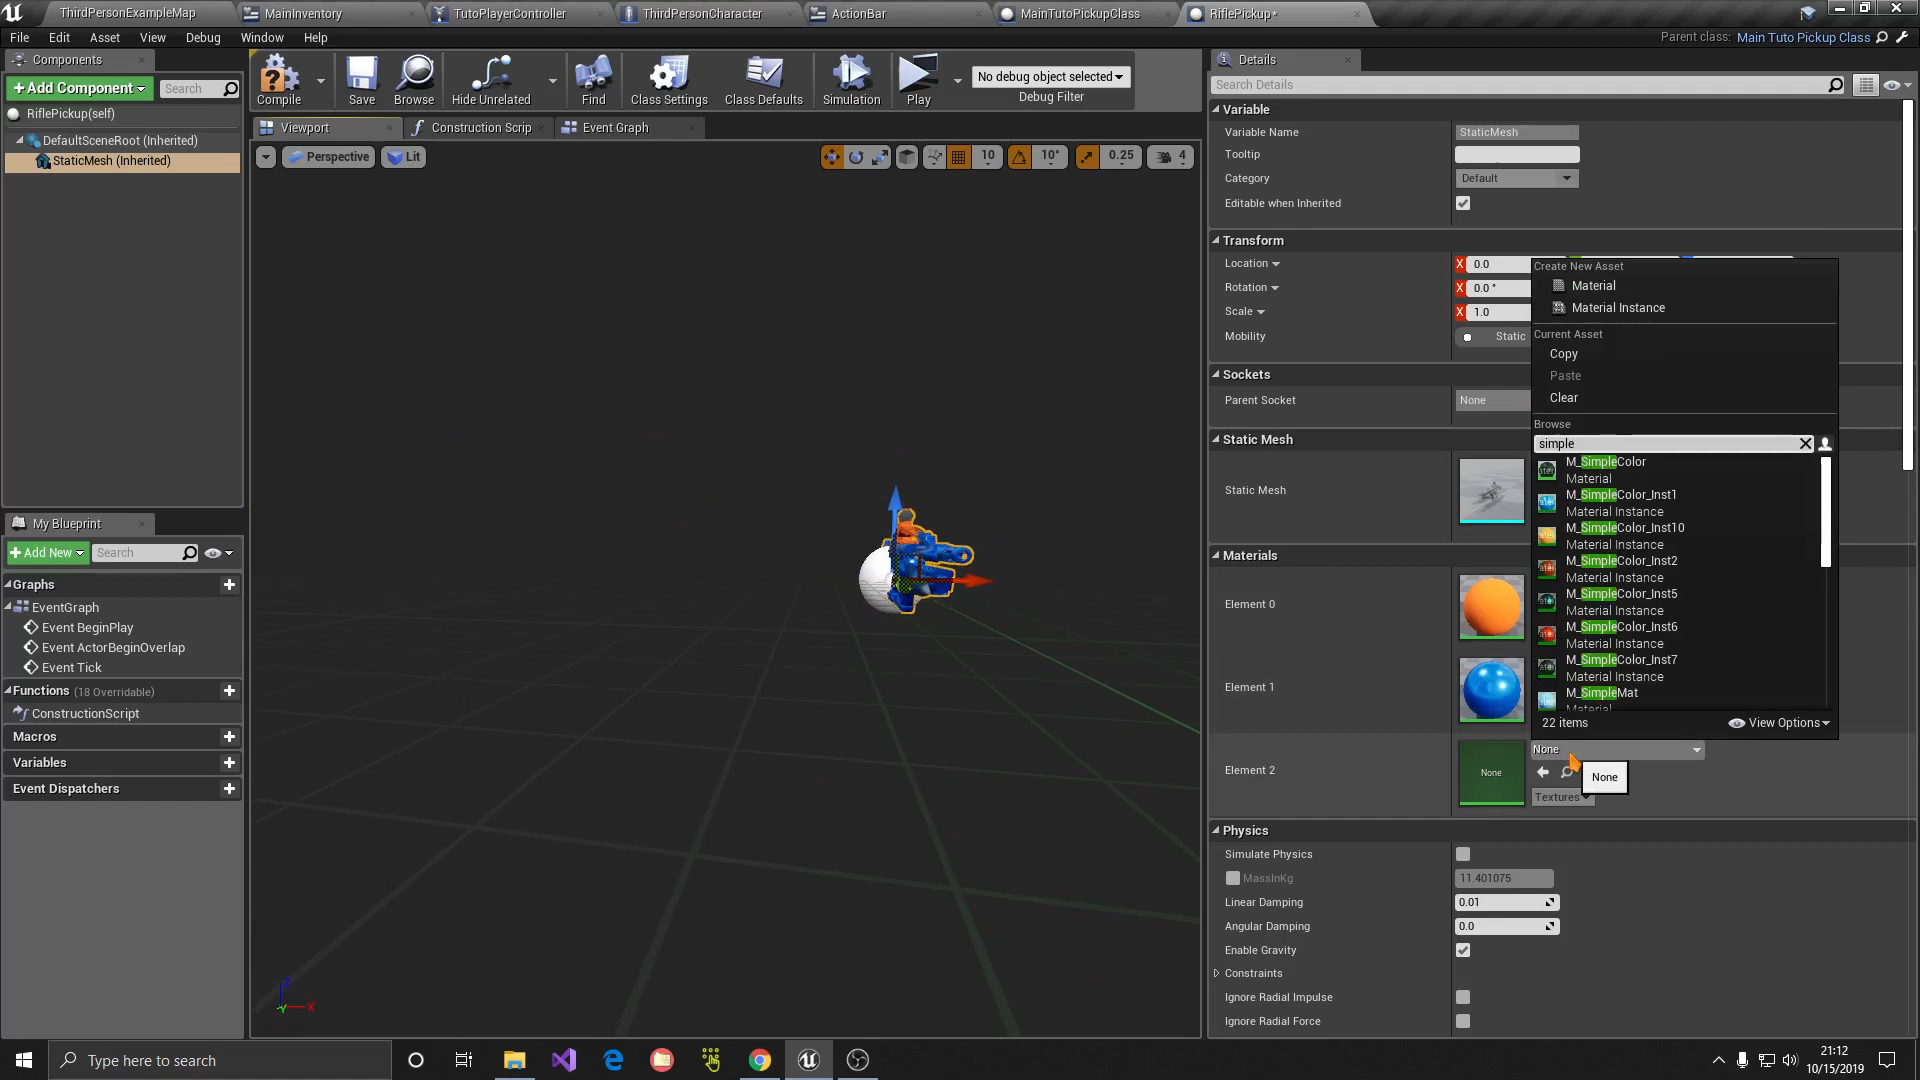 ThirdPersonExampleMap
MainInventory
TutoPlayerController
ThirdPersonCharacter
ActionBar
MainTutoPickupClass
RiflePickup*
File Edit Asset View Debug Window Help
Parent class: Main Tuto Pickup Class
Components
+Add Component
Search
RiflePickup(self)
DefaultSceneRoot (Inherited)
StaticMesh (Inherited)
Compile
Save
Browse
Hide Unrelated
Find
Class Settings
Class Defaults
Simulation
Play
No debug object selected
Debug Filter
Viewport
Construction Scrip
Event Graph
Perspective
Lit
10
10°
0.25
4
My Blueprint
+Add New
Search
Graphs
EventGraph
Event BeginPlay
Event ActorBeginOverlap
Event Tick
Functions (18 Overridable)
ConstructionScript
Macros
Variables
Event Dispatchers
Z
X
Y
Details
Search Details
Variable
Variable Name
StaticMesh
Tooltip
Category
Default
Editable when Inherited
Transform
Location
X 0.0
Rotation
X 0.0 °
Scale
X 1.0
Mobility
Static
Sockets
Parent Socket
None
Static Mesh
Static Mesh
Materials
Element 0
Element 1
Element 2
None
None
None
Textures
Create New Asset
Material
Material Instance
Current Asset
Copy
Paste
Clear
Browse
simple
M_SimpleColor
Material
M_SimpleColor_Inst1
Material Instance
M_SimpleColor_Inst10
Material Instance
M_SimpleColor_Inst2
Material Instance
M_SimpleColor_Inst5
Material Instance
M_SimpleColor_Inst6
Material Instance
M_SimpleColor_Inst7
Material Instance
M_SimpleMat
Material
22 items
View Options
Physics
Simulate Physics
MassInKg
11.401075
Linear Damping
0.01
Angular Damping
0.0
Enable Gravity
Constraints
Ignore Radial Impulse
Ignore Radial Force
Type here to search
21:12
10/15/2019